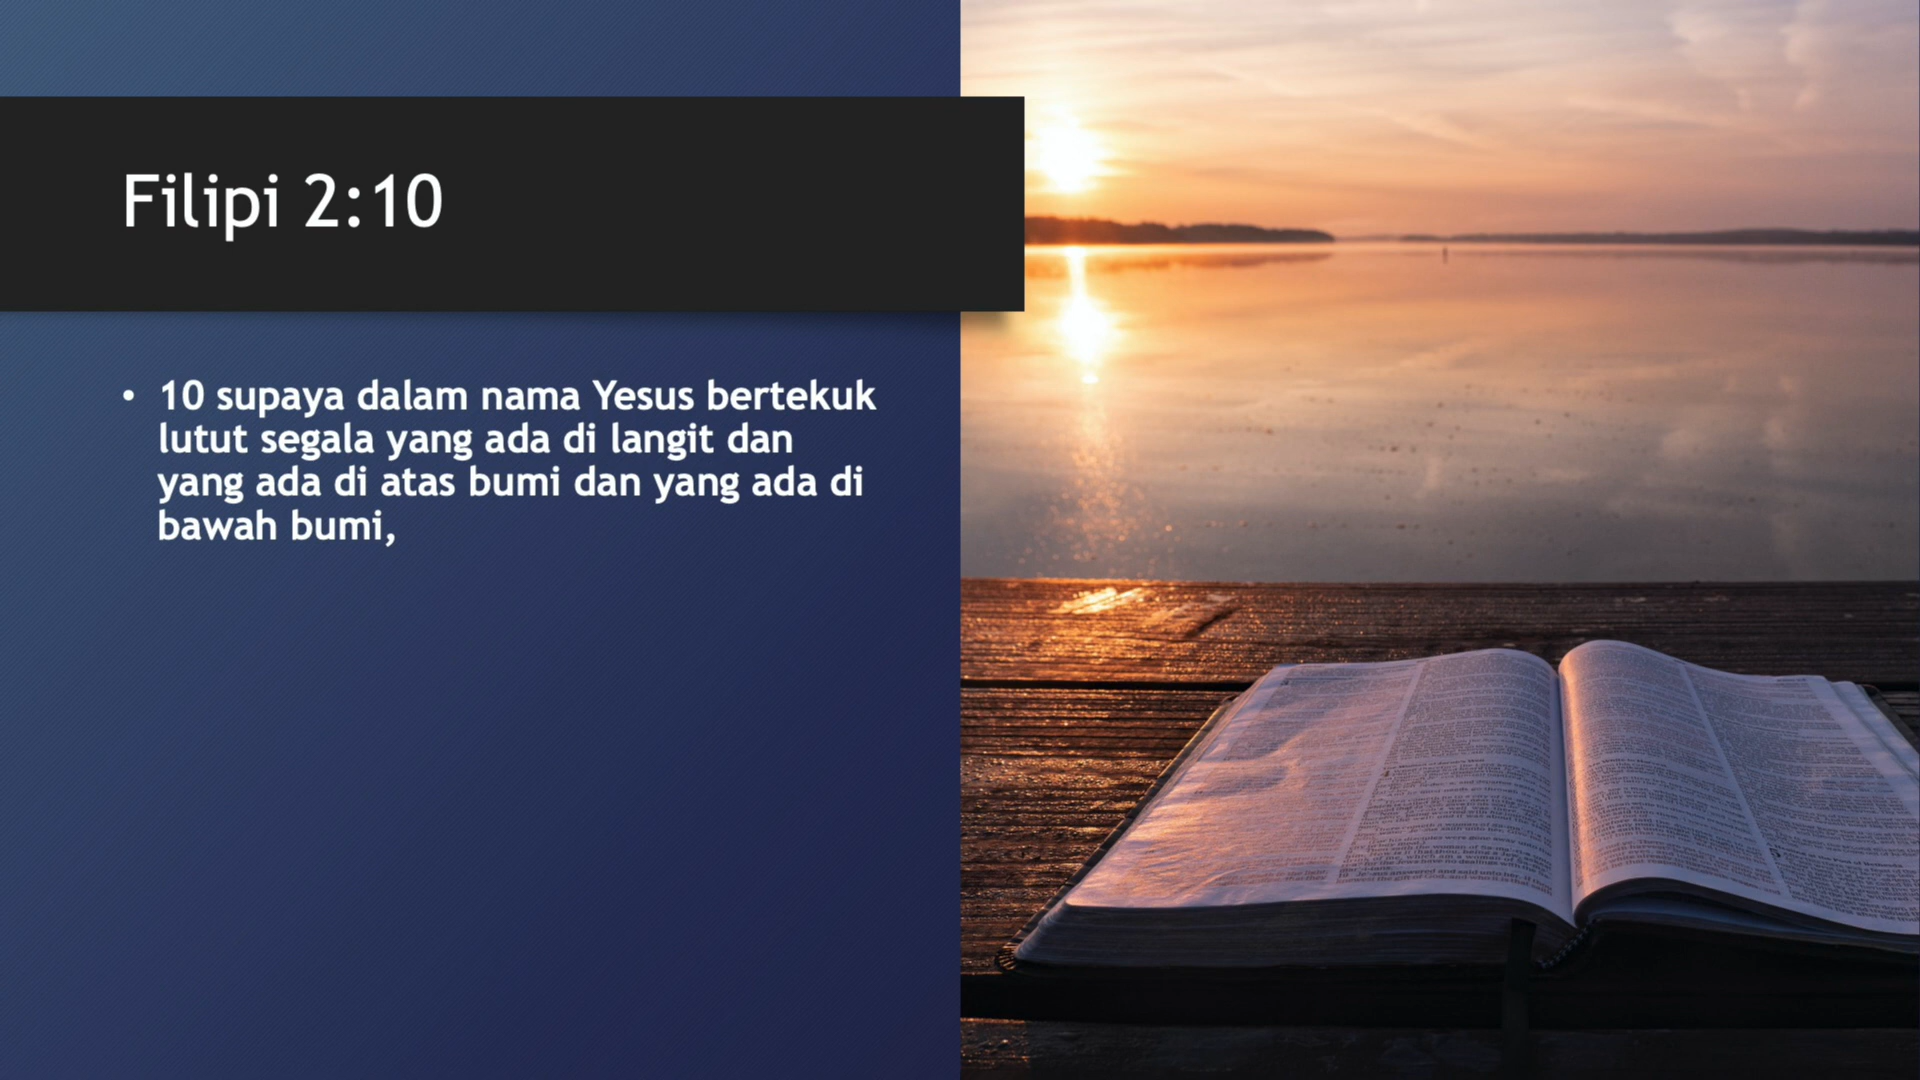 Filipi 2:10
• 10 supaya dalam nama Yesus bertekuk
lutut segala yang ada di langit dan
yang ada di atas bumi dan yang ada di
bawah bumi,